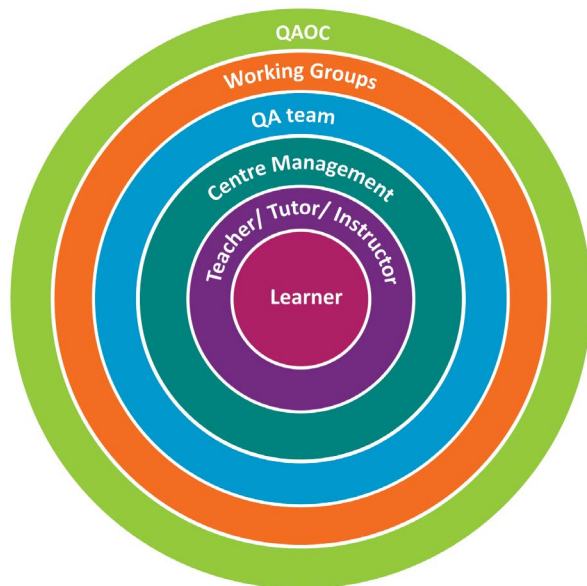 QAOC
Working Groups
QA team
Centre Management
Teacher/ Tutor/ Instructor
Learner